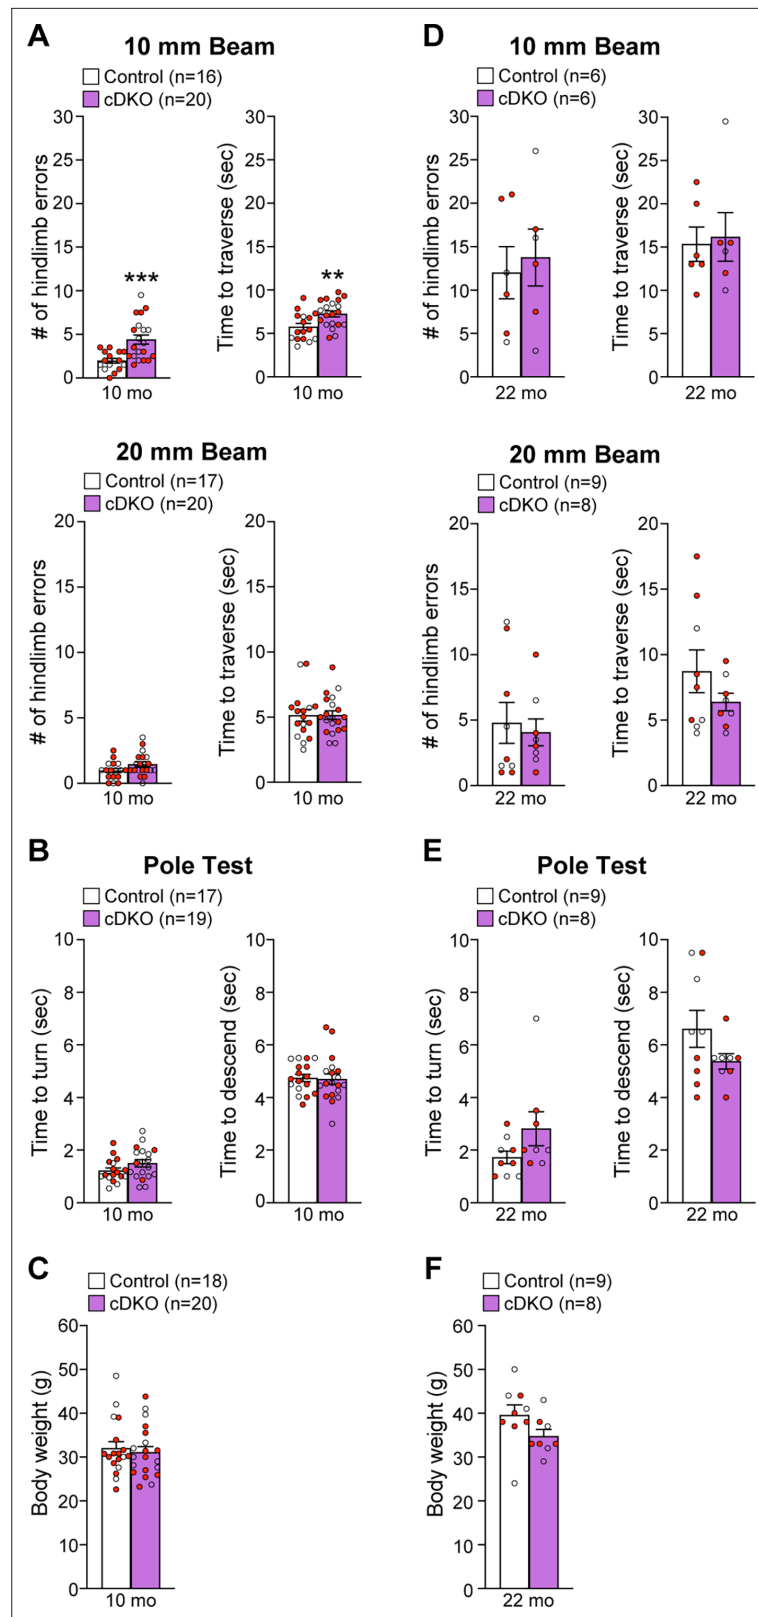 A
10 mm Beam
Control (n=16)
cDKO (n=20)
# of hindlimb errors
30
25
20
15
10
5
0
***
10 mo
Time to traverse (sec)
30
25
20
15
10
5
0
**
10 mo
20 mm Beam
Control (n=17)
cDKO (n=20)
# of hindlimb errors
20
15
10
5
0
10 mo
Time to traverse (sec)
20
15
10
5
0
10 mo
B
Pole Test
Control (n=17)
cDKO (n=19)
Time to turn (sec)
10
8
6
4
2
0
10 mo
Time to descend (sec)
10
8
6
4
2
0
10 mo
C
Control (n=18)
cDKO (n=20)
Body weight (g)
60
50
40
30
20
10
0
10 mo
D
10 mm Beam
Control (n=6)
cDKO (n=6)
# of hindlimb errors
30
25
20
15
10
5
0
22 mo
Time to traverse (sec)
30
25
20
15
10
5
0
22 mo
20 mm Beam
Control (n=9)
cDKO (n=8)
# of hindlimb errors
20
15
10
5
0
22 mo
Time to traverse (sec)
20
15
10
5
0
22 mo
E
Pole Test
Control (n=9)
cDKO (n=8)
Time to turn (sec)
10
8
6
4
2
0
22 mo
Time to descend (sec)
10
8
6
4
2
0
22 mo
F
Control (n=9)
cDKO (n=8)
Body weight (g)
60
50
40
30
20
10
0
22 mo